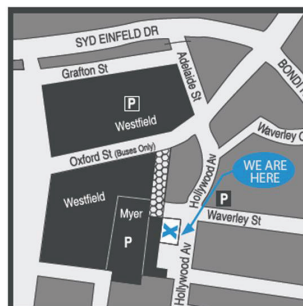 SYD EINFELD DR
Grafton St
Adelaide St
BONDI
P
Westfield
Waverley C
Oxford St (Buses Only)
WE ARE
HERE
Westfield
Hollywood Av
P
Myer
Waverley St
P
Hollywood Av